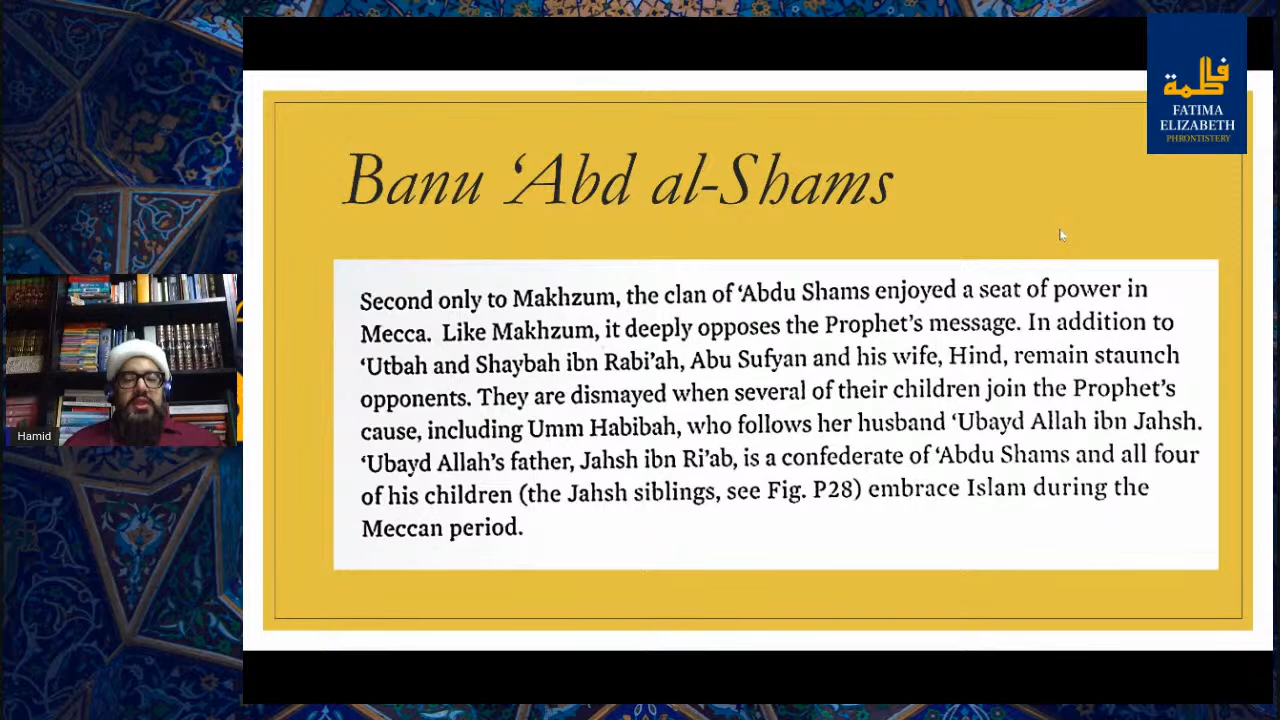 فاطمة
FATIMA
ELIZABETH
PHRONTISTERY
Banu ‘Abd al-Shams
Second only to Makhzum, the clan of ‘Abdu Shams enjoyed a seat of power in
Mecca. Like Makhzum, it deeply opposes the Prophet’s message. In addition to
‘Utbah and Shaybah ibn Rabi’ah, Abu Sufyan and his wife, Hind, remain staunch
opponents. They are dismayed when several of their children join the Prophet’s
cause, including Umm Habibah, who follows her husband ‘Ubayd Allah ibn Jahsh.
‘Ubayd Allah’s father, Jahsh ibn Ri’ab, is a confederate of ‘Abdu Shams and all four
of his children (the Jahsh siblings, see Fig. P28) embrace Islam during the
Meccan period.
Hamid